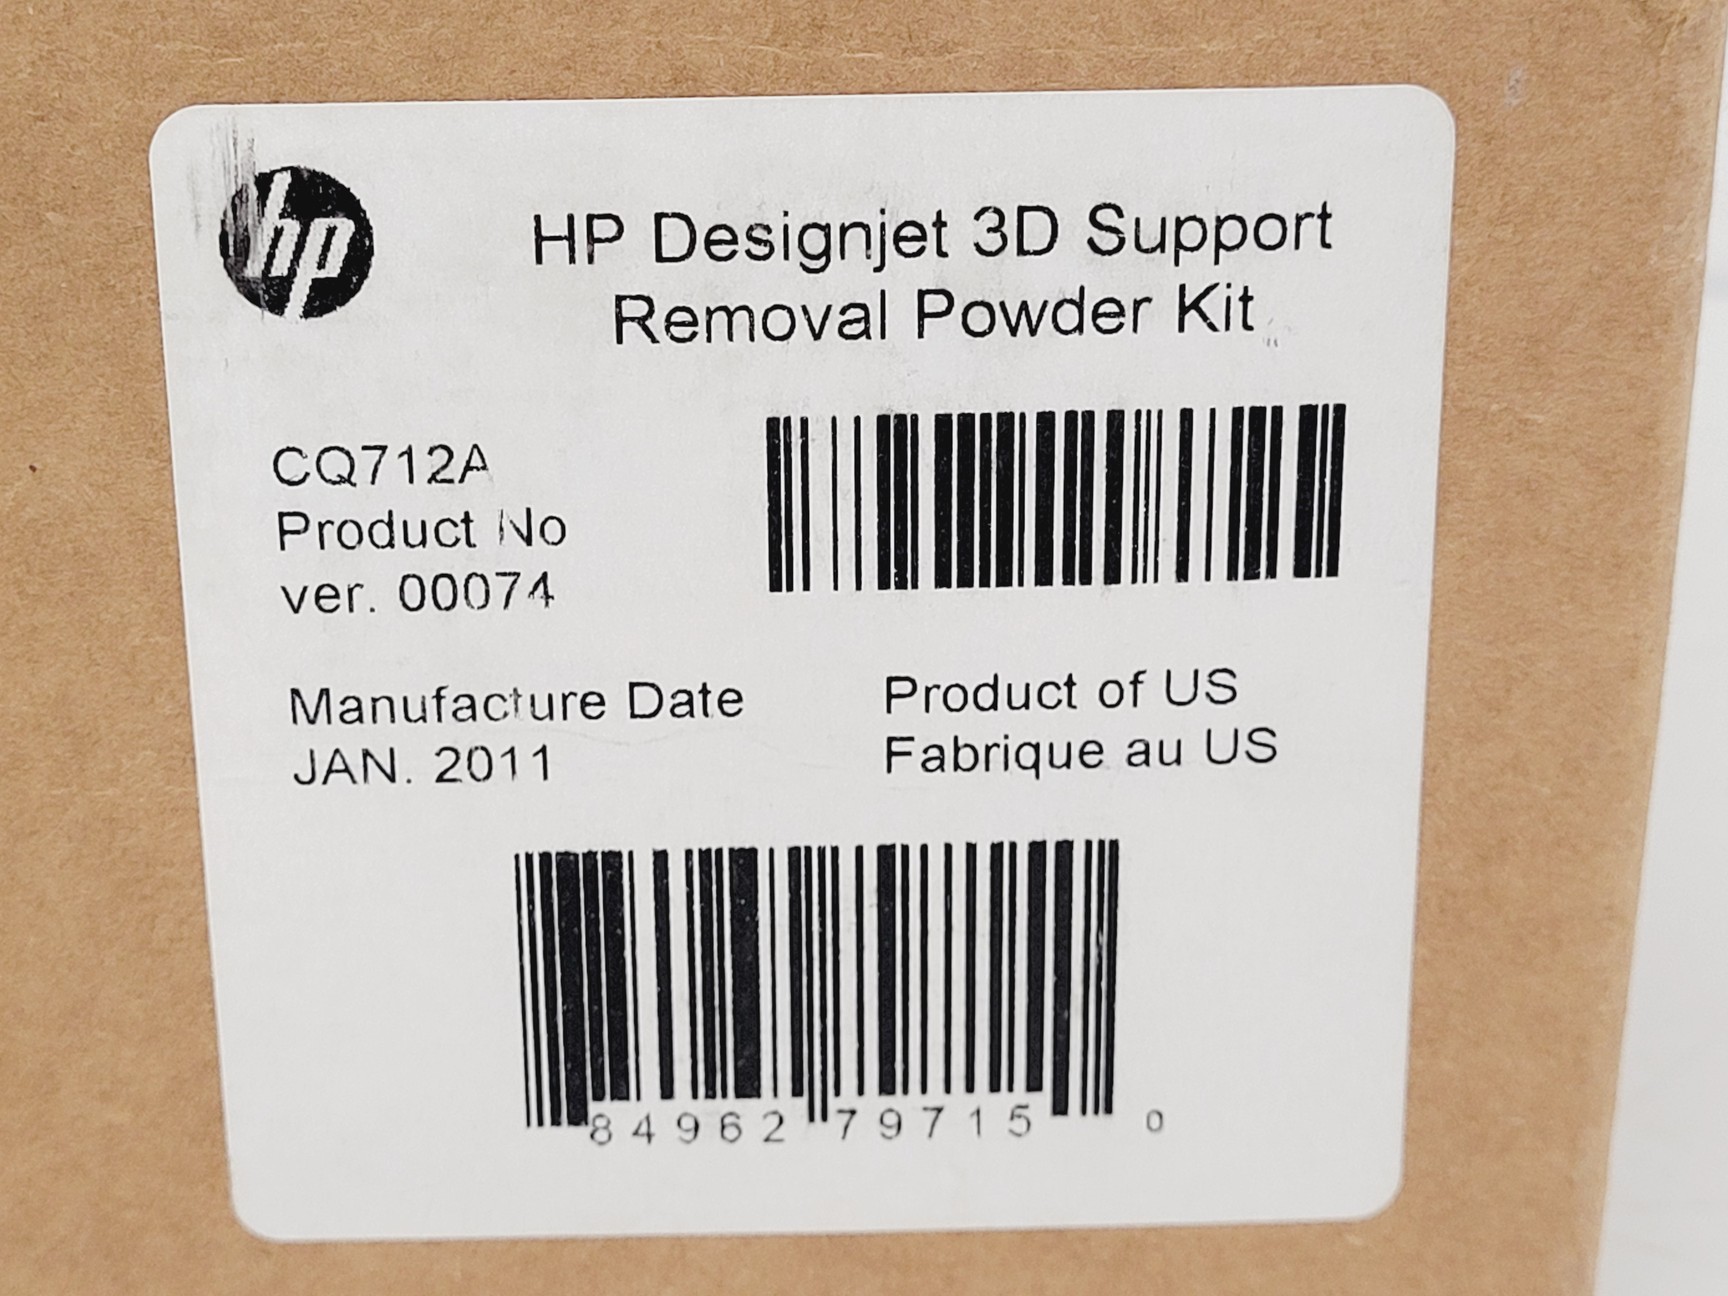 hp
HP Designjet 3D Support
Removal Powder Kit
CQ712A
Product No
ver. 00074
Manufacture Date
JAN. 2011
Product of US
Fabrique au US
84962 79715 0